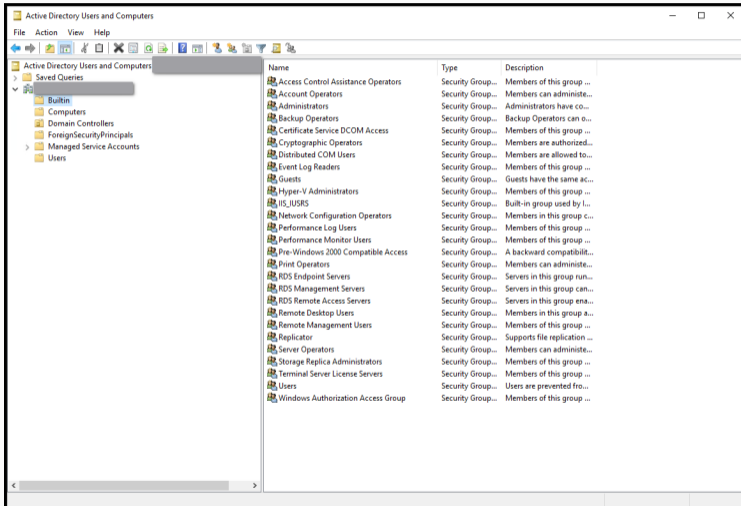 Active Directory Users and Computers
File Action View Help
Active Directory Users and Computers
Saved Queries
Builtin
Computers
Domain Controllers
ForeignSecurityPrincipals
Managed Service Accounts
Users
Name Type Description
Access Control Assistance Operators Security Group... Members of this group ...
Account Operators Security Group... Members can administe...
Administrators Security Group... Administrators have co...
Backup Operators Security Group... Backup Operators can o...
Certificate Service DCOM Access Security Group... Members of this group ...
Cryptographic Operators Security Group... Members are authorized...
Distributed COM Users Security Group... Members are allowed to...
Event Log Readers Security Group... Members of this group ...
Guests Security Group... Guests have the same ac...
Hyper-V Administrators Security Group... Members of this group ...
IIS_IUSRS Security Group... Built-in group used by I...
Network Configuration Operators Security Group... Members in this group c...
Performance Log Users Security Group... Members of this group ...
Performance Monitor Users Security Group... Members of this group ...
Pre-Windows 2000 Compatible Access Security Group... A backward compatibilit...
Print Operators Security Group... Members can administe...
RDS Endpoint Servers Security Group... Servers in this group run...
RDS Management Servers Security Group... Servers in this group can...
RDS Remote Access Servers Security Group... Servers in this group ena...
Remote Desktop Users Security Group... Members in this group a...
Remote Management Users Security Group... Members of this group ...
Replicator Security Group... Supports file replication ...
Server Operators Security Group... Members can administe...
Storage Replica Administrators Security Group... Members of this group ...
Terminal Server License Servers Security Group... Members of this group ...
Users Security Group... Users are prevented fro...
Windows Authorization Access Group Security Group... Members of this group ...